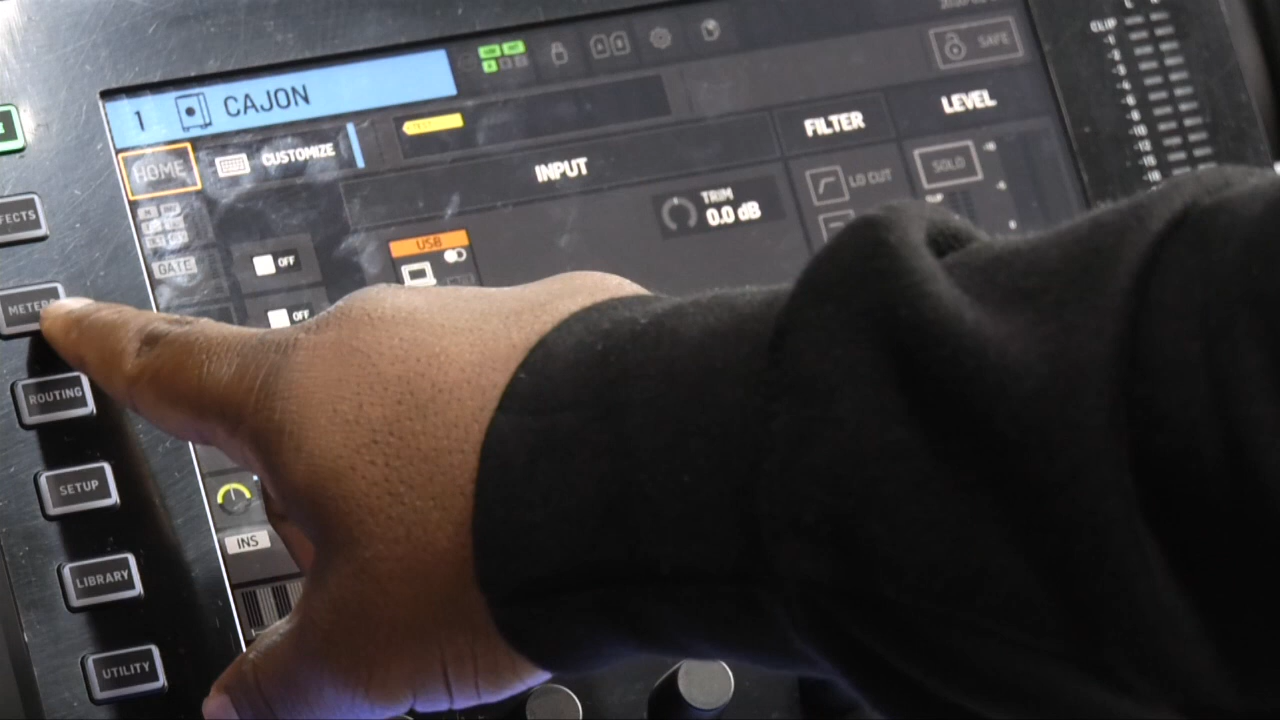 1 CAJON
SAFE
HOME
CUSTOMIZE
INPUT
FILTER
LEVEL
TRIM
0.0 dB
LO CUT
SOLO
USB
GATE
OFF
OFF
INS
METERS
ROUTING
SETUP
LIBRARY
UTILITY
CLIP